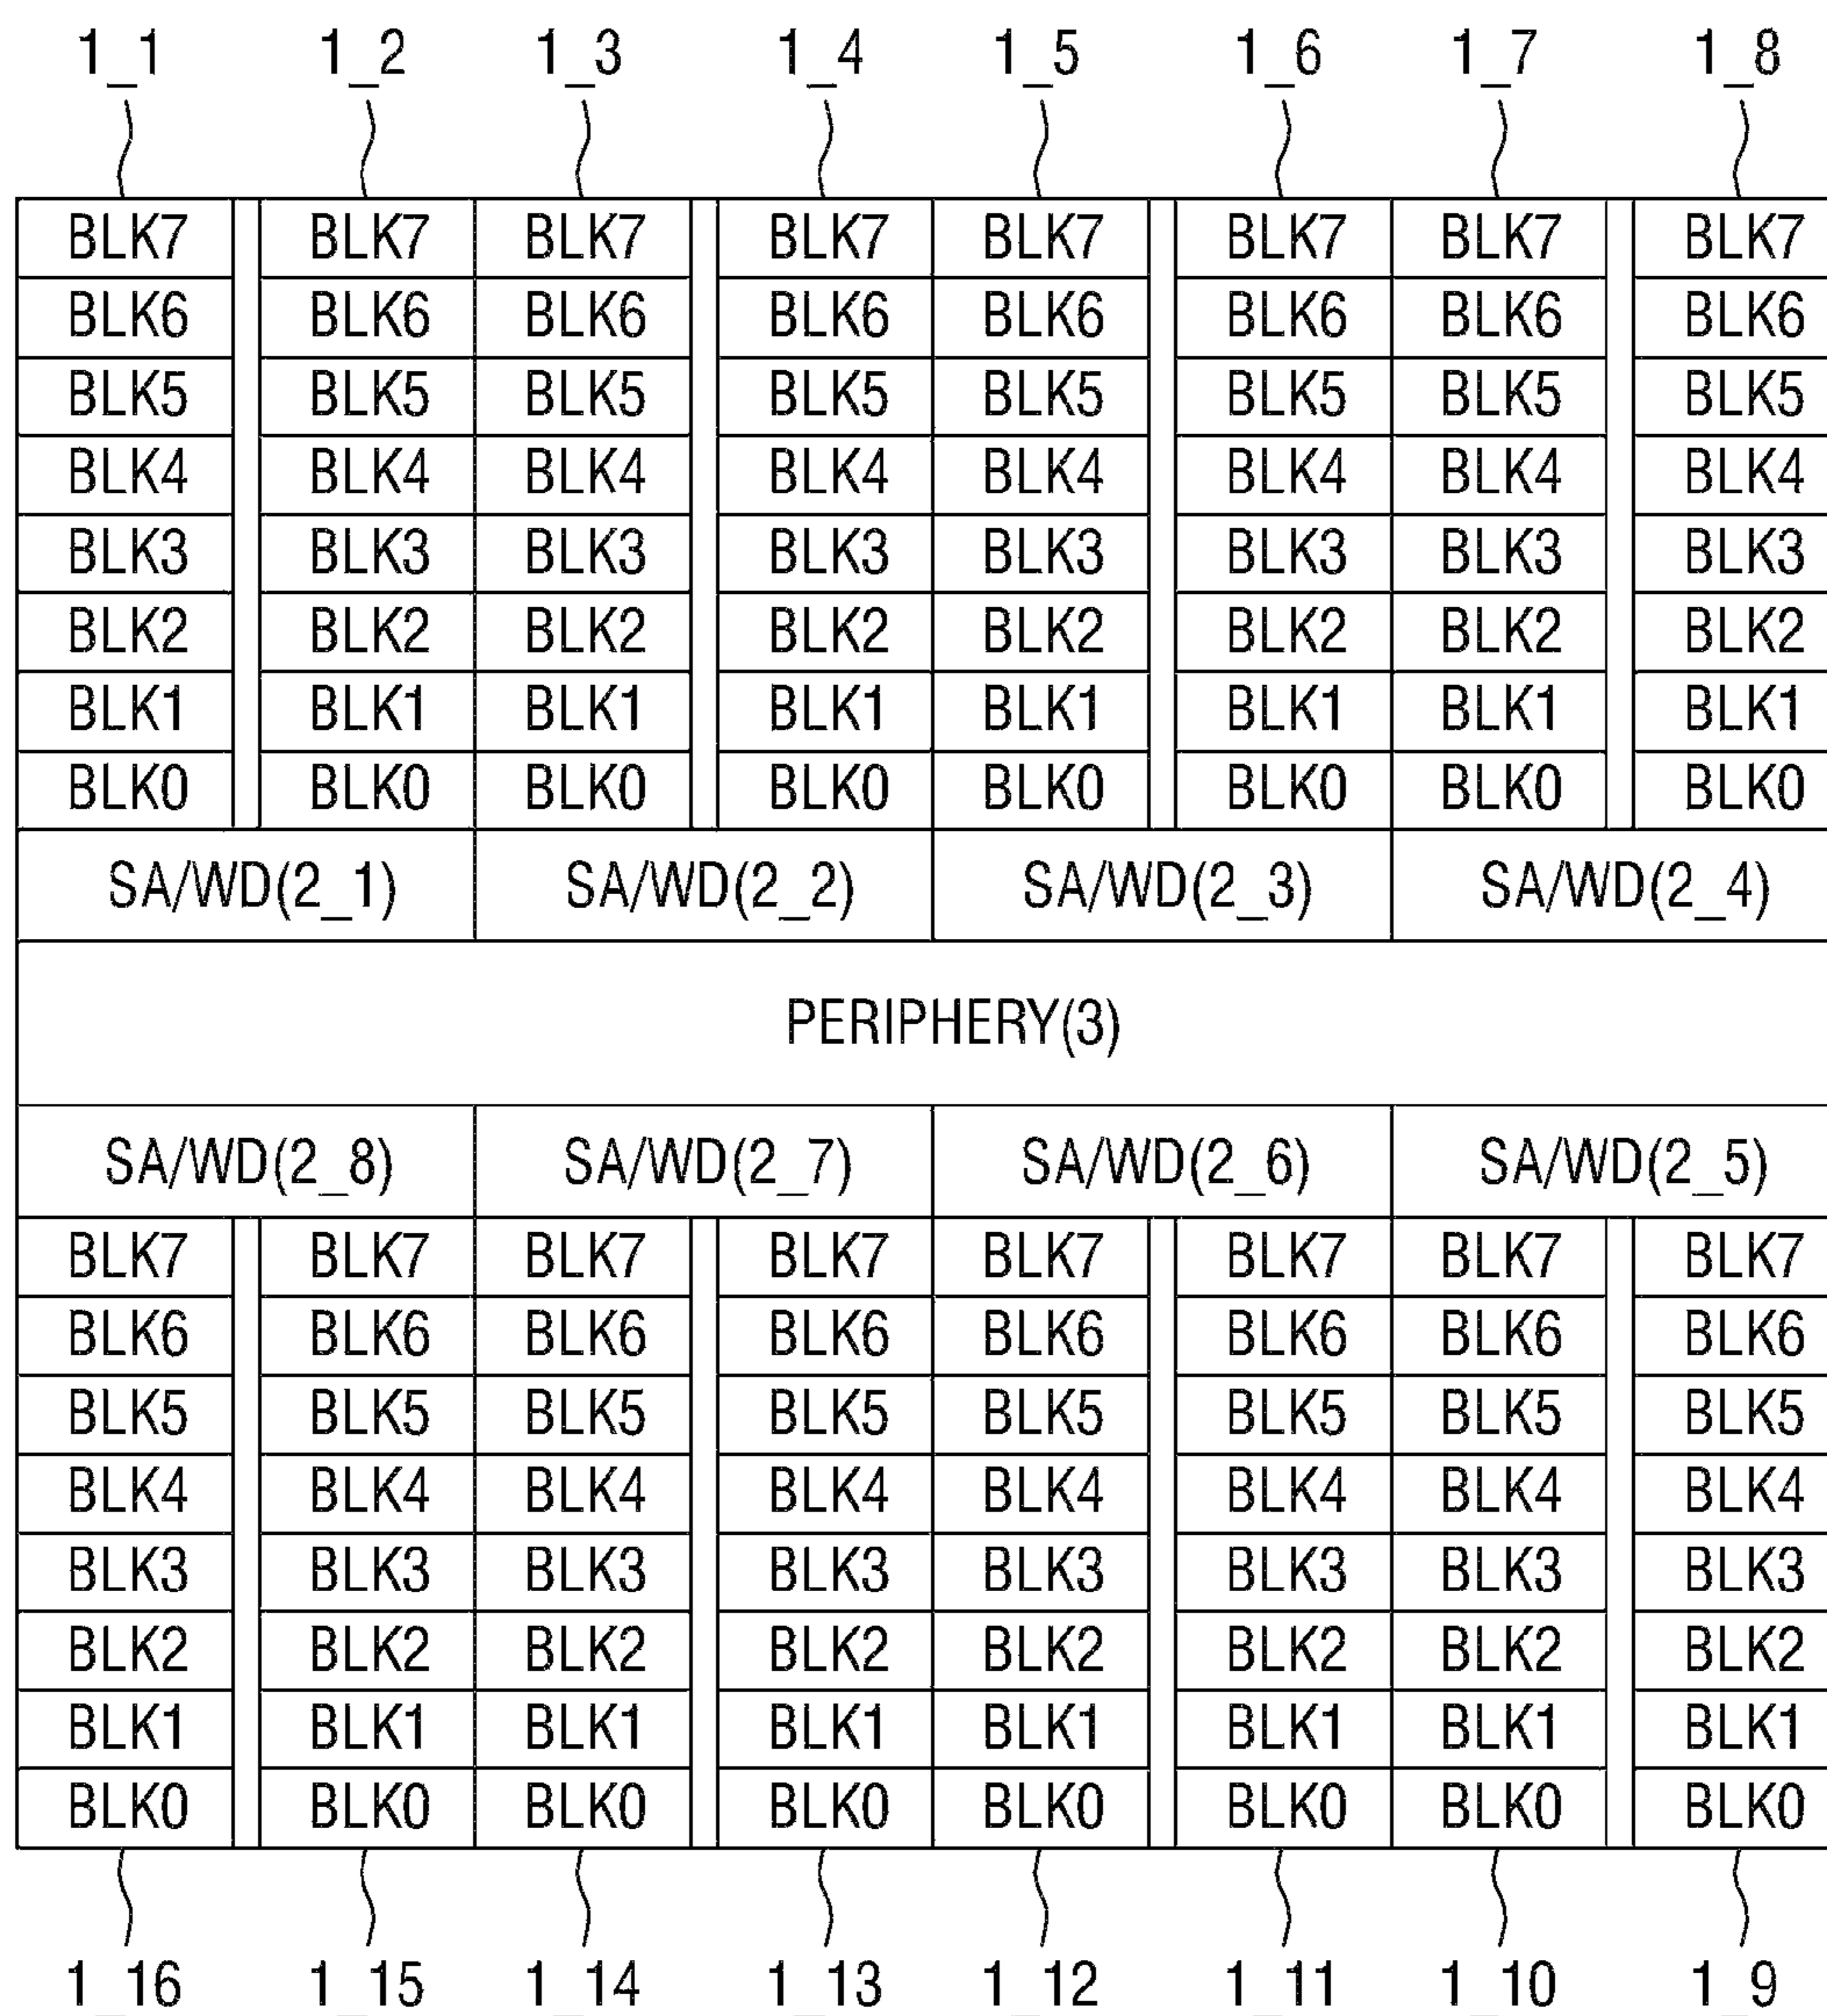 1_1 1_2 1_3 1_4 1_5 1_6 1_7 1_8
BLK7 BLK7 BLK7 BLK7 BLK7 BLK7 BLK7 BLK7
BLK6 BLK6 BLK6 BLK6 BLK6 BLK6 BLK6 BLK6
BLK5 BLK5 BLK5 BLK5 BLK5 BLK5 BLK5 BLK5
BLK4 BLK4 BLK4 BLK4 BLK4 BLK4 BLK4 BLK4
BLK3 BLK3 BLK3 BLK3 BLK3 BLK3 BLK3 BLK3
BLK2 BLK2 BLK2 BLK2 BLK2 BLK2 BLK2 BLK2
BLK1 BLK1 BLK1 BLK1 BLK1 BLK1 BLK1 BLK1
BLK0 BLK0 BLK0 BLK0 BLK0 BLK0 BLK0 BLK0
SA/WD(2_1) SA/WD(2_2) SA/WD(2_3) SA/WD(2_4)
PERIPHERY(3)
SA/WD(2_8) SA/WD(2_7) SA/WD(2_6) SA/WD(2_5)
BLK7 BLK7 BLK7 BLK7 BLK7 BLK7 BLK7 BLK7
BLK6 BLK6 BLK6 BLK6 BLK6 BLK6 BLK6 BLK6
BLK5 BLK5 BLK5 BLK5 BLK5 BLK5 BLK5 BLK5
BLK4 BLK4 BLK4 BLK4 BLK4 BLK4 BLK4 BLK4
BLK3 BLK3 BLK3 BLK3 BLK3 BLK3 BLK3 BLK3
BLK2 BLK2 BLK2 BLK2 BLK2 BLK2 BLK2 BLK2
BLK1 BLK1 BLK1 BLK1 BLK1 BLK1 BLK1 BLK1
BLK0 BLK0 BLK0 BLK0 BLK0 BLK0 BLK0 BLK0
1_16 1_15 1_14 1_13 1_12 1_11 1_10 1_9